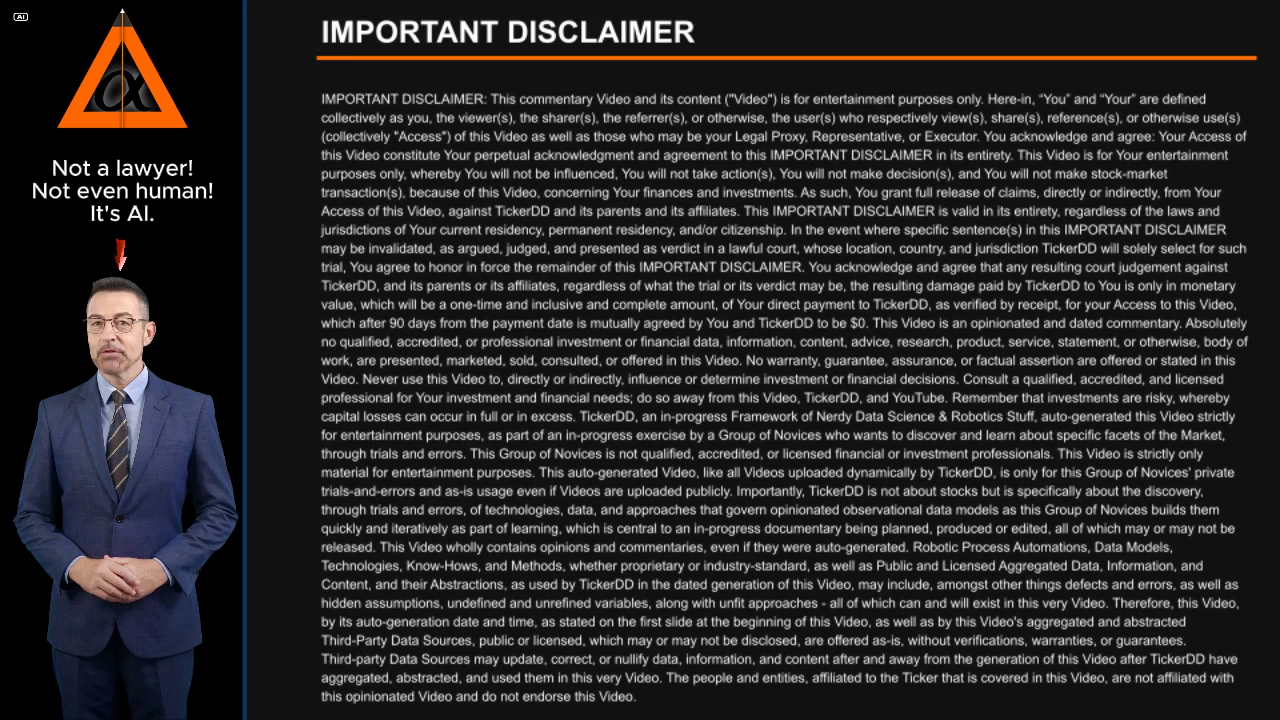 AI
α
Not a lawyer!
Not even human!
It's AI.
IMPORTANT DISCLAIMER
IMPORTANT DISCLAIMER: This commentary Video and its content ("Video") is for entertainment purposes only. Here-in, “You” and “Your” are defined
collectively as you, the viewer(s), the sharer(s), the referrer(s), or otherwise, the user(s) who respectively view(s), share(s), reference(s), or otherwise use(s)
(collectively "Access") of this Video as well as those who may be your Legal Proxy, Representative, or Executor. You acknowledge and agree: Your Access of
this Video constitute Your perpetual acknowledgment and agreement to this IMPORTANT DISCLAIMER in its entirety. This Video is for Your entertainment
purposes only, whereby You will not be influenced, You will not take action(s), You will not make decision(s), and You will not make stock-market
transaction(s), because of this Video, concerning Your finances and investments. As such, You grant full release of claims, directly or indirectly, from Your
Access of this Video, against TickerDD and its parents and its affiliates. This IMPORTANT DISCLAIMER is valid in its entirety, regardless of the laws and
jurisdictions of Your current residency, permanent residency, and/or citizenship. In the event where specific sentence(s) in this IMPORTANT DISCLAIMER
may be invalidated, as argued, judged, and presented as verdict in a lawful court, whose location, country, and jurisdiction TickerDD will solely select for such
trial, You agree to honor in force the remainder of this IMPORTANT DISCLAIMER. You acknowledge and agree that any resulting court judgement against
TickerDD, and its parents or its affiliates, regardless of what the trial or its verdict may be, the resulting damage paid by TickerDD to You is only in monetary
value, which will be a one-time and inclusive and complete amount, of Your direct payment to TickerDD, as verified by receipt, for your Access to this Video,
which after 90 days from the payment date is mutually agreed by You and TickerDD to be $0. This Video is an opinionated and dated commentary. Absolutely
no qualified, accredited, or professional investment or financial data, information, content, advice, research, product, service, statement, or otherwise, body of
work, are presented, marketed, sold, consulted, or offered in this Video. No warranty, guarantee, assurance, or factual assertion are offered or stated in this
Video. Never use this Video to, directly or indirectly, influence or determine investment or financial decisions. Consult a qualified, accredited, and licensed
professional for Your investment and financial needs; do so away from this Video, TickerDD, and YouTube. Remember that investments are risky, whereby
capital losses can occur in full or in excess. TickerDD, an in-progress Framework of Nerdy Data Science & Robotics Stuff, auto-generated this Video strictly
for entertainment purposes, as part of an in-progress exercise by a Group of Novices who wants to discover and learn about specific facets of the Market,
through trials and errors. This Group of Novices is not qualified, accredited, or licensed financial or investment professionals. This Video is strictly only
material for entertainment purposes. This auto-generated Video, like all Videos uploaded dynamically by TickerDD, is only for this Group of Novices' private
trials-and-errors and as-is usage even if Videos are uploaded publicly. Importantly, TickerDD is not about stocks but is specifically about the discovery,
through trials and errors, of technologies, data, and approaches that govern opinionated observational data models as this Group of Novices builds them
quickly and iteratively as part of learning, which is central to an in-progress documentary being planned, produced or edited, all of which may or may not be
released. This Video wholly contains opinions and commentaries, even if they were auto-generated. Robotic Process Automations, Data Models,
Technologies, Know-Hows, and Methods, whether proprietary or industry-standard, as well as Public and Licensed Aggregated Data, Information, and
Content, and their Abstractions, as used by TickerDD in the dated generation of this Video, may include, amongst other things defects and errors, as well as
hidden assumptions, undefined and unrefined variables, along with unfit approaches - all of which can and will exist in this very Video. Therefore, this Video,
by its auto-generation date and time, as stated on the first slide at the beginning of this Video, as well as by this Video's aggregated and abstracted
Third-Party Data Sources, public or licensed, which may or may not be disclosed, are offered as-is, without verifications, warranties, or guarantees.
Third-party Data Sources may update, correct, or nullify data, information, and content after and away from the generation of this Video after TickerDD have
aggregated, abstracted, and used them in this very Video. The people and entities, affiliated to the Ticker that is covered in this Video, are not affiliated with
this opinionated Video and do not endorse this Video.